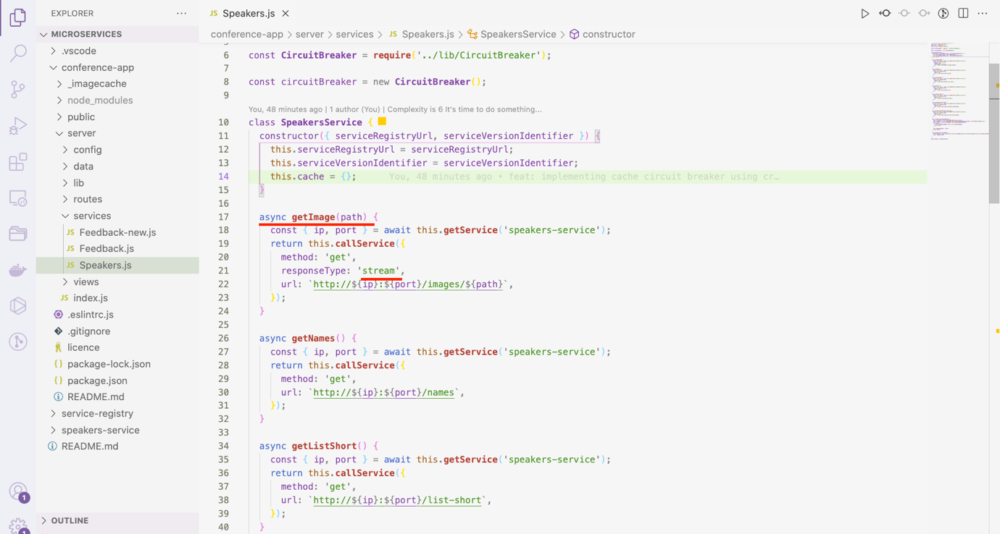 EXPLORER
MICROSERVICES
.vscode
conference-app
_imagecache
node_modules
public
server
config
data
lib
routes
services
JS Feedback-new.js
JS Feedback.js
JS Speakers.js
views
JS index.js
.eslintrc.js
.gitignore
licence
{} package-lock.json
{} package.json
README.md
service-registry
speakers-service
README.md
OUTLINE
1
1
JS Speakers.js
conference-app > server > services > JS Speakers.js > SpeakersService > constructor
6 const CircuitBreaker = require('../lib/CircuitBreaker');
7
8 const circuitBreaker = new CircuitBreaker();
9
You, 48 minutes ago | 1 author (You) | Complexity is 6 It's time to do something...
10 class SpeakersService {
11 constructor({ serviceRegistryUrl, serviceVersionIdentifier }) {
12 this.serviceRegistryUrl = serviceRegistryUrl;
13 this.serviceVersionIdentifier = serviceVersionIdentifier;
14 this.cache = {}; You, 48 minutes ago • feat: implementing cache circuit breaker using cr…
15 }
16
17 async getImage(path) {
18 const { ip, port } = await this.getService('speakers-service');
19 return this.callService({
20 method: 'get',
21 responseType: 'stream',
22 url: `http://${ip}:${port}/images/${path}`,
23 });
24 }
25
26 async getNames() {
27 const { ip, port } = await this.getService('speakers-service');
28 return this.callService({
29 method: 'get',
30 url: `http://${ip}:${port}/names`,
31 });
32 }
33
34 async getListShort() {
35 const { ip, port } = await this.getService('speakers-service');
36 return this.callService({
37 method: 'get',
38 url: `http://${ip}:${port}/list-short`,
39 });
40 }